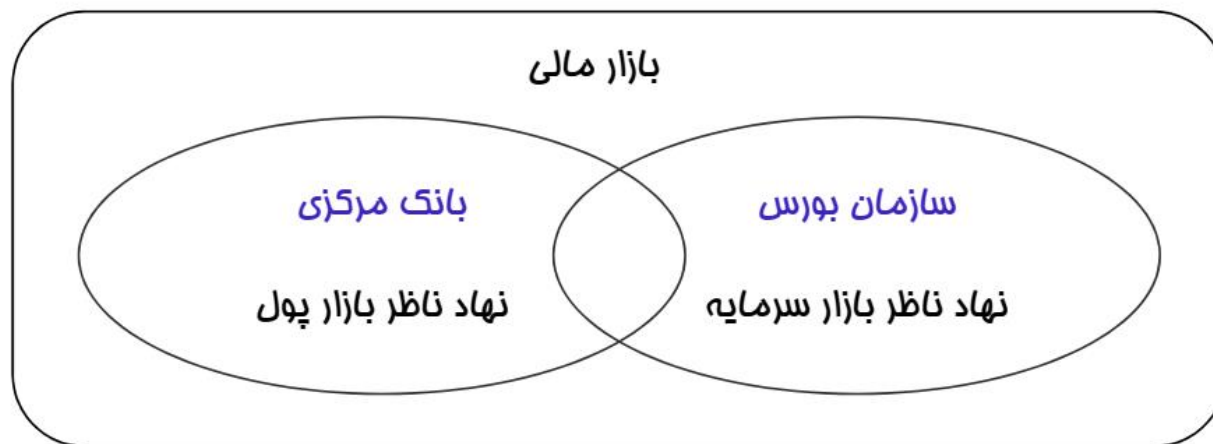 بازار مالی
سازمان بورس
بانک مرکزی
نهاد ناظر بازار سرمایه
نهاد ناظر بازار پول